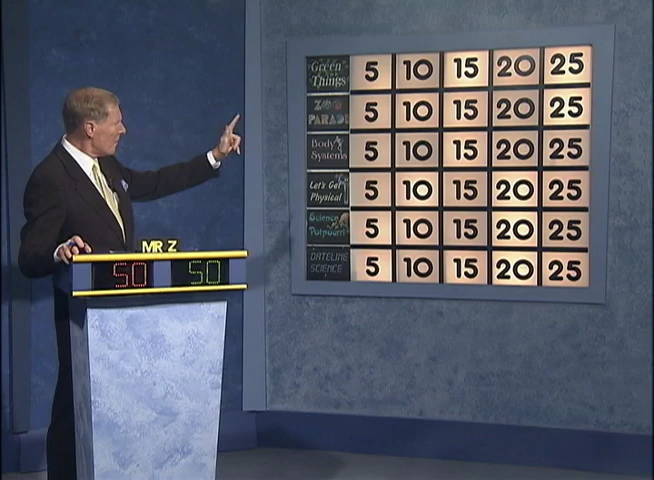 Green
Things
5 10 15 20 25
ZOO
PARADE
5 10 15 20 25
Body
Systems
5 10 15 20 25
Let's Get
Physical
5 10 15 20 25
Science
Potpourri
5 10 15 20 25
DATELINE
SCIENCE
5 10 15 20 25
MR Z
50 50